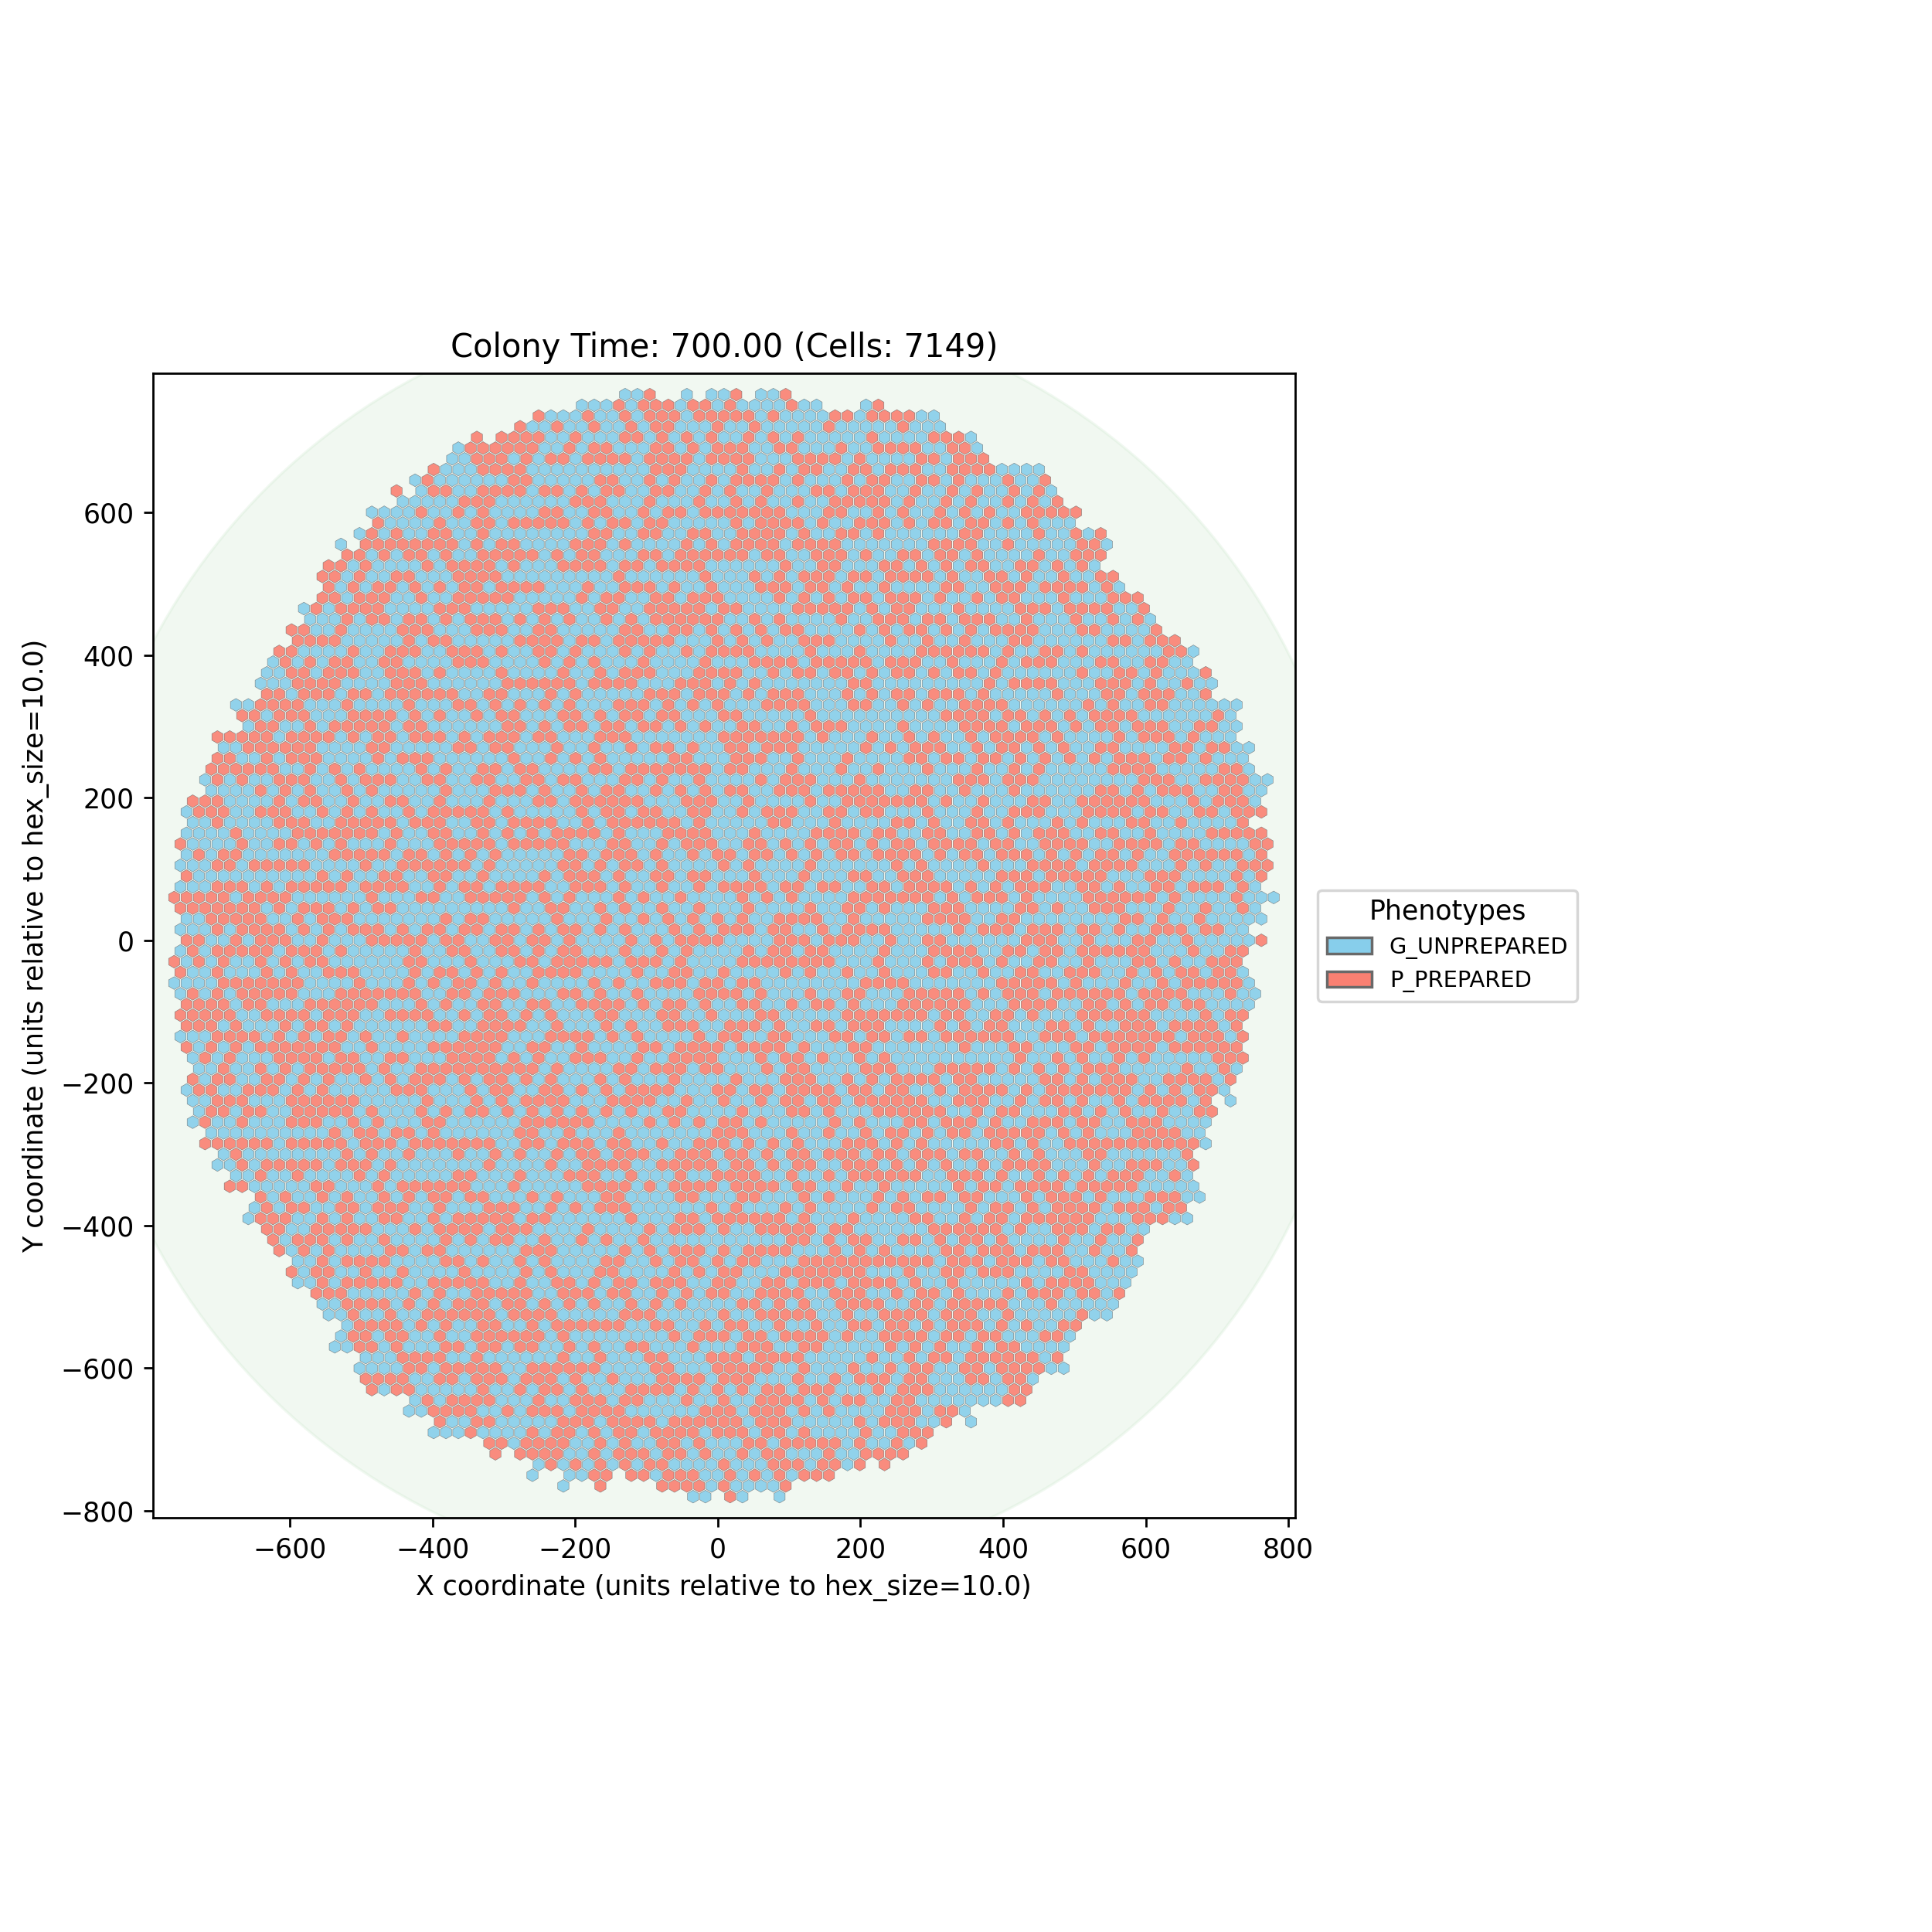 Colony Time: 700.00 (Cells: 7149)
Y coordinate (units relative to hex_size=10.0)
600
400
200
0
−200
−400
−600
−800
−600
−400
−200
0
200
400
600
800
X coordinate (units relative to hex_size=10.0)
Phenotypes
G_UNPREPARED
P_PREPARED